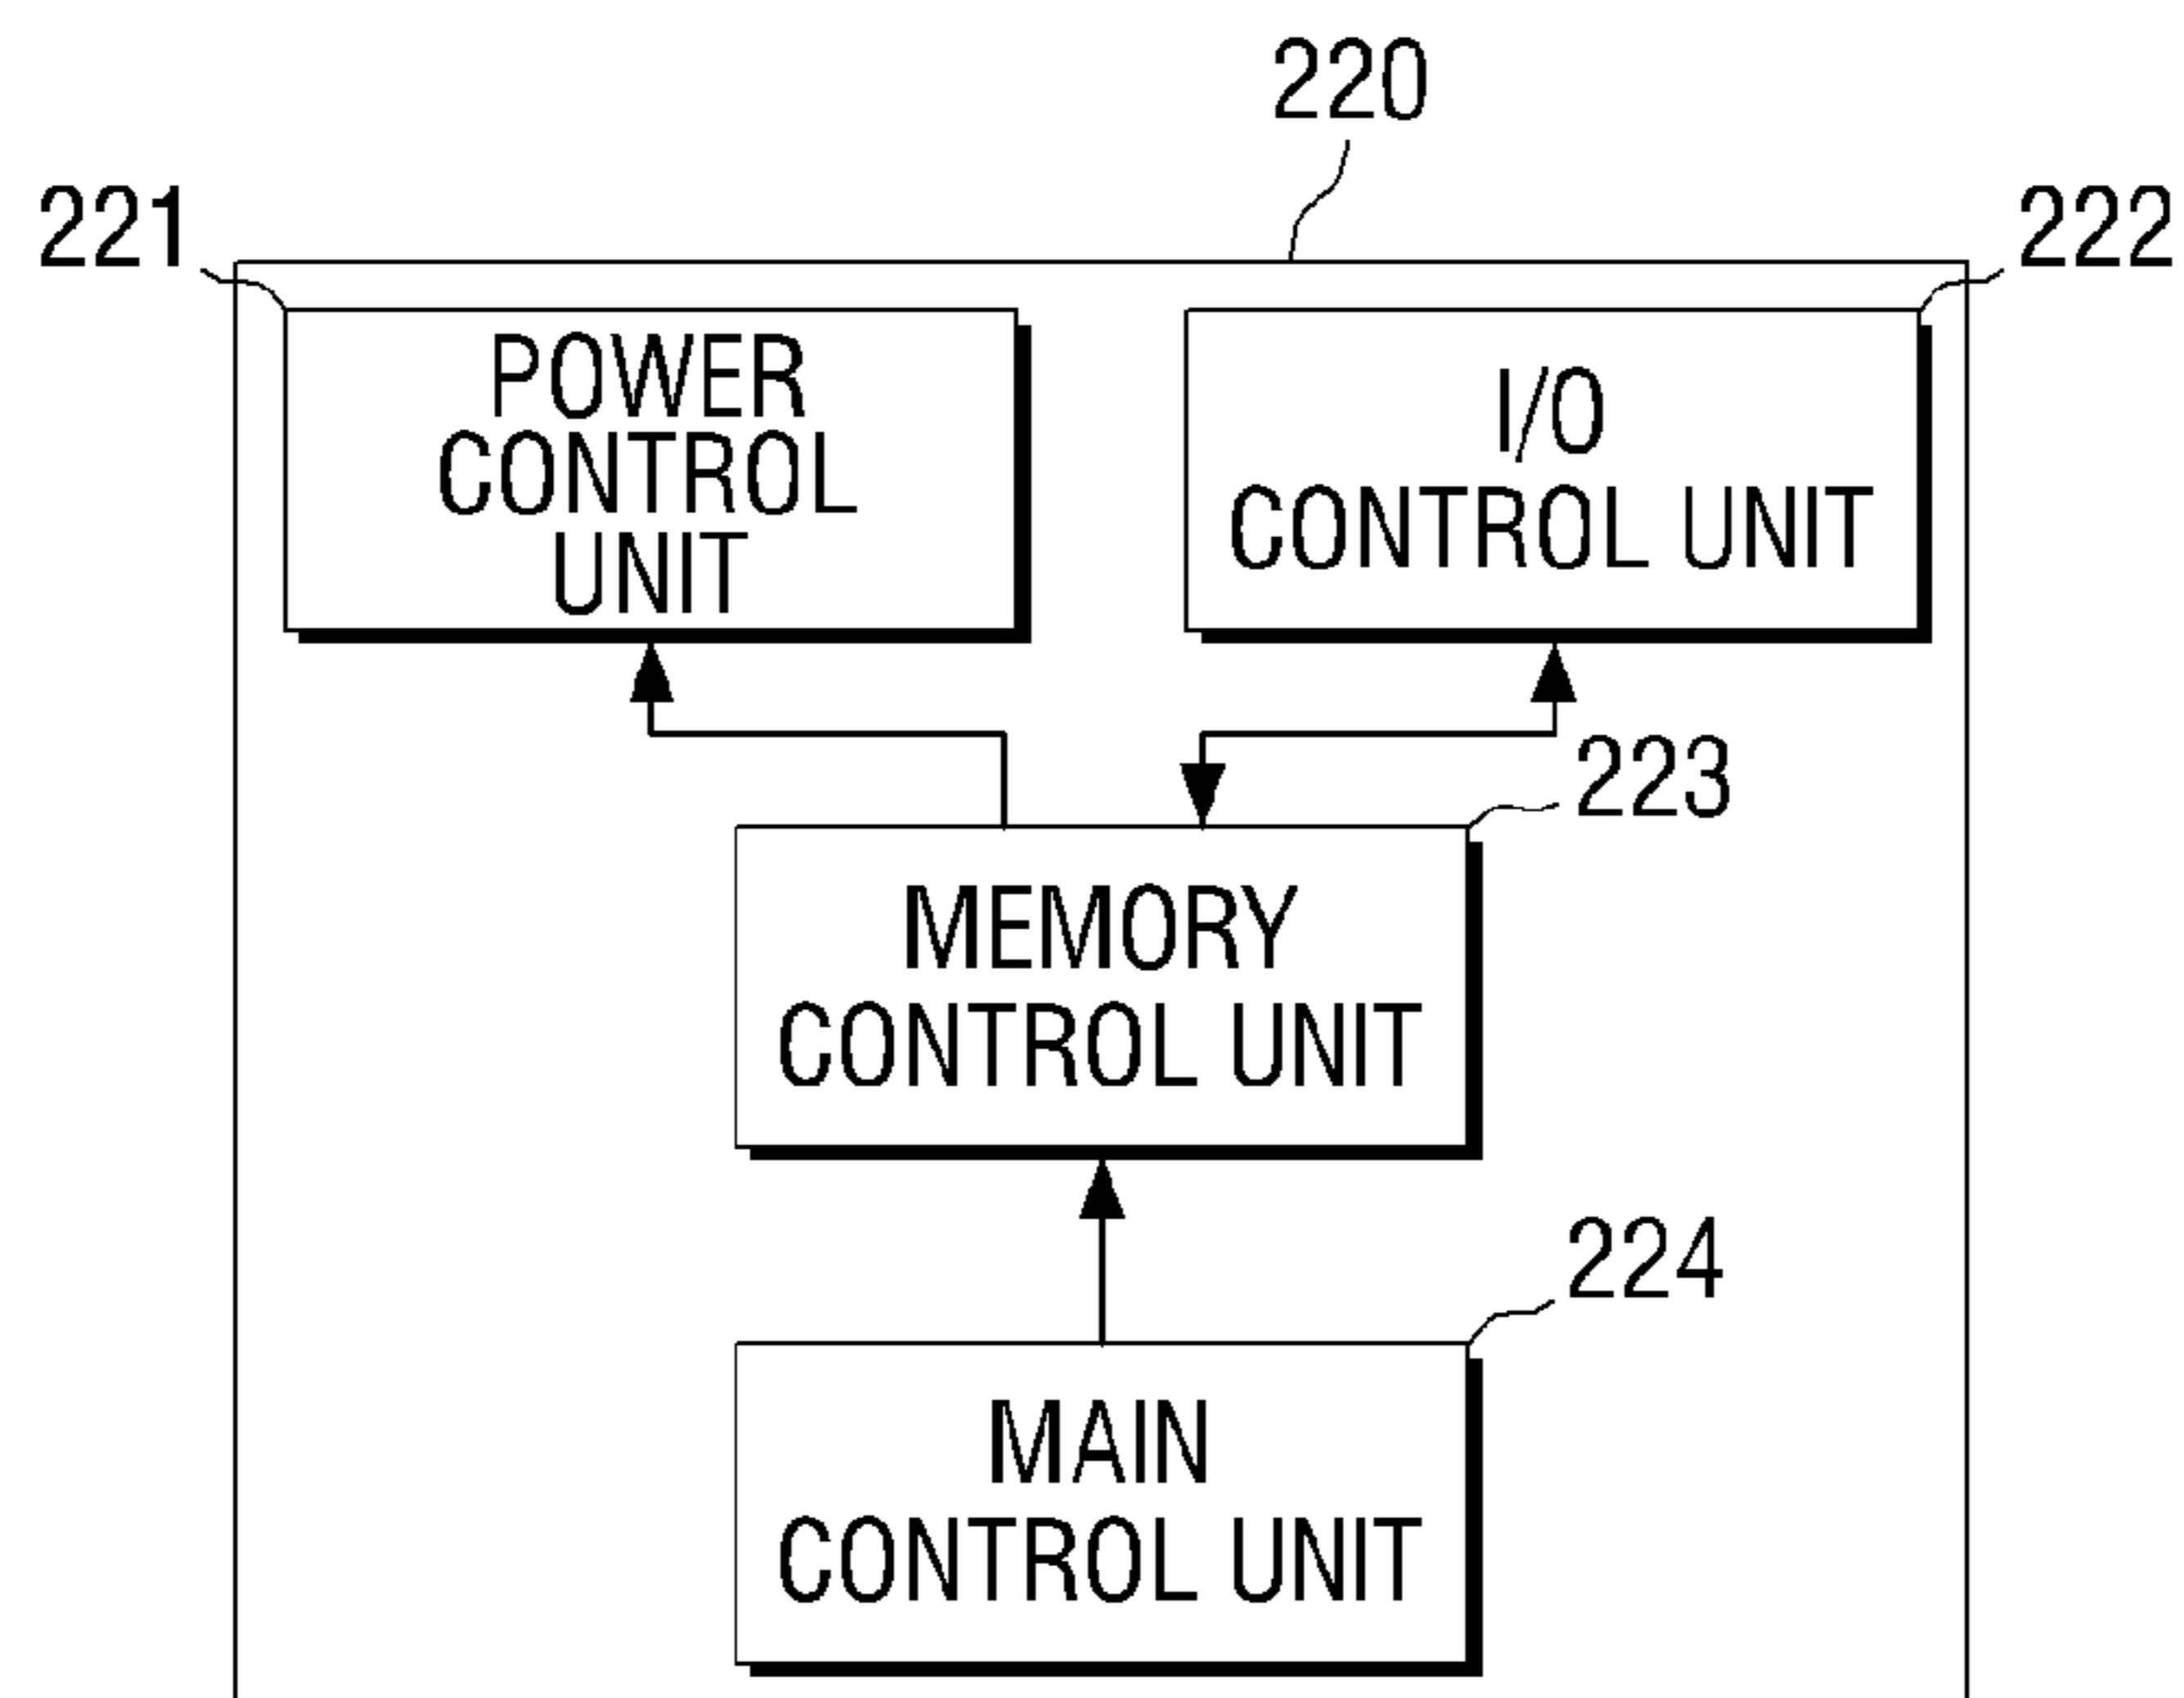 220
221
222
POWER
CONTROL
UNIT
I/O
CONTROL UNIT
223
MEMORY
CONTROL UNIT
224
MAIN
CONTROL UNIT